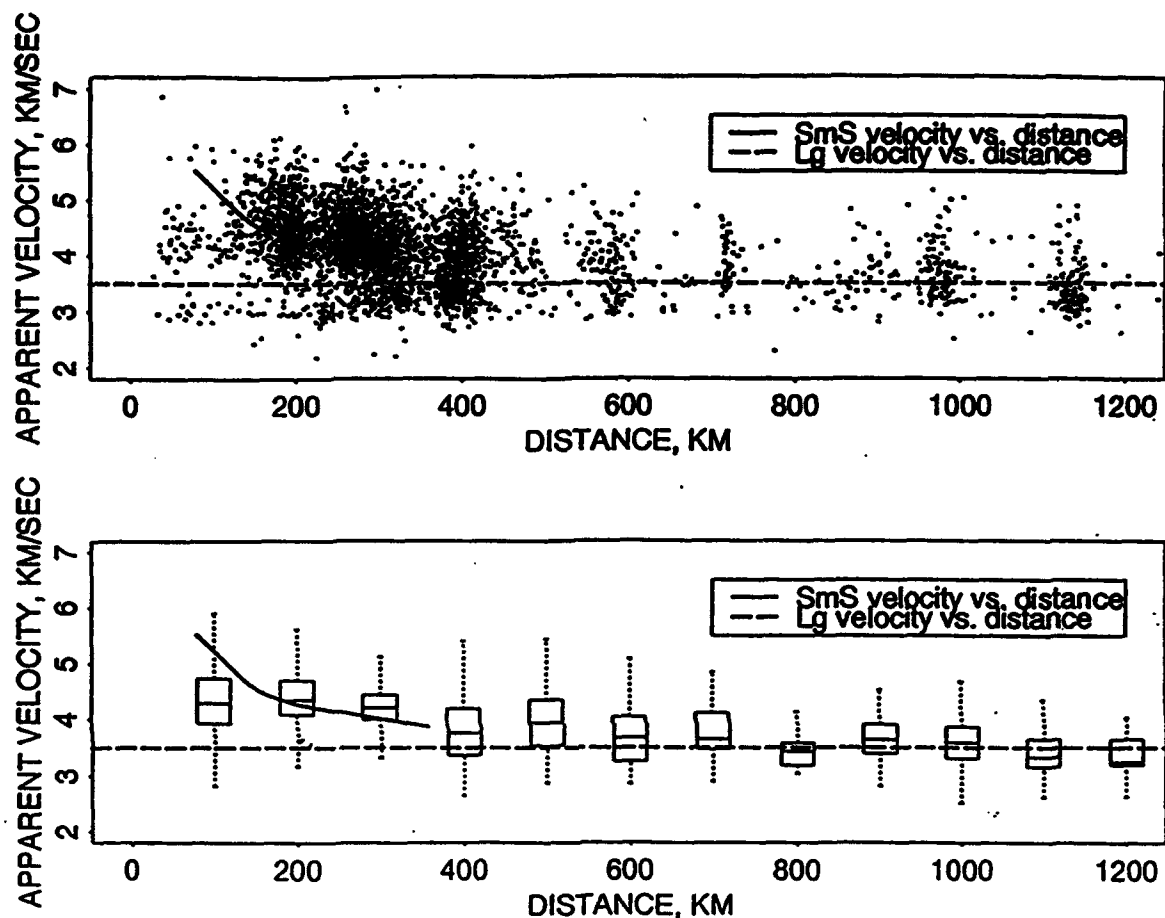 APPARENT VELOCITY, KM/SEC
7
6
5
4
3
2
SmS velocity vs. distance
Lg velocity vs. distance
0 200 400 600 800 1000 1200
DISTANCE, KM
APPARENT VELOCITY, KM/SEC
7
6
5
4
3
2
SmS velocity vs. distance
Lg velocity vs. distance
0 200 400 600 800 1000 1200
DISTANCE, KM